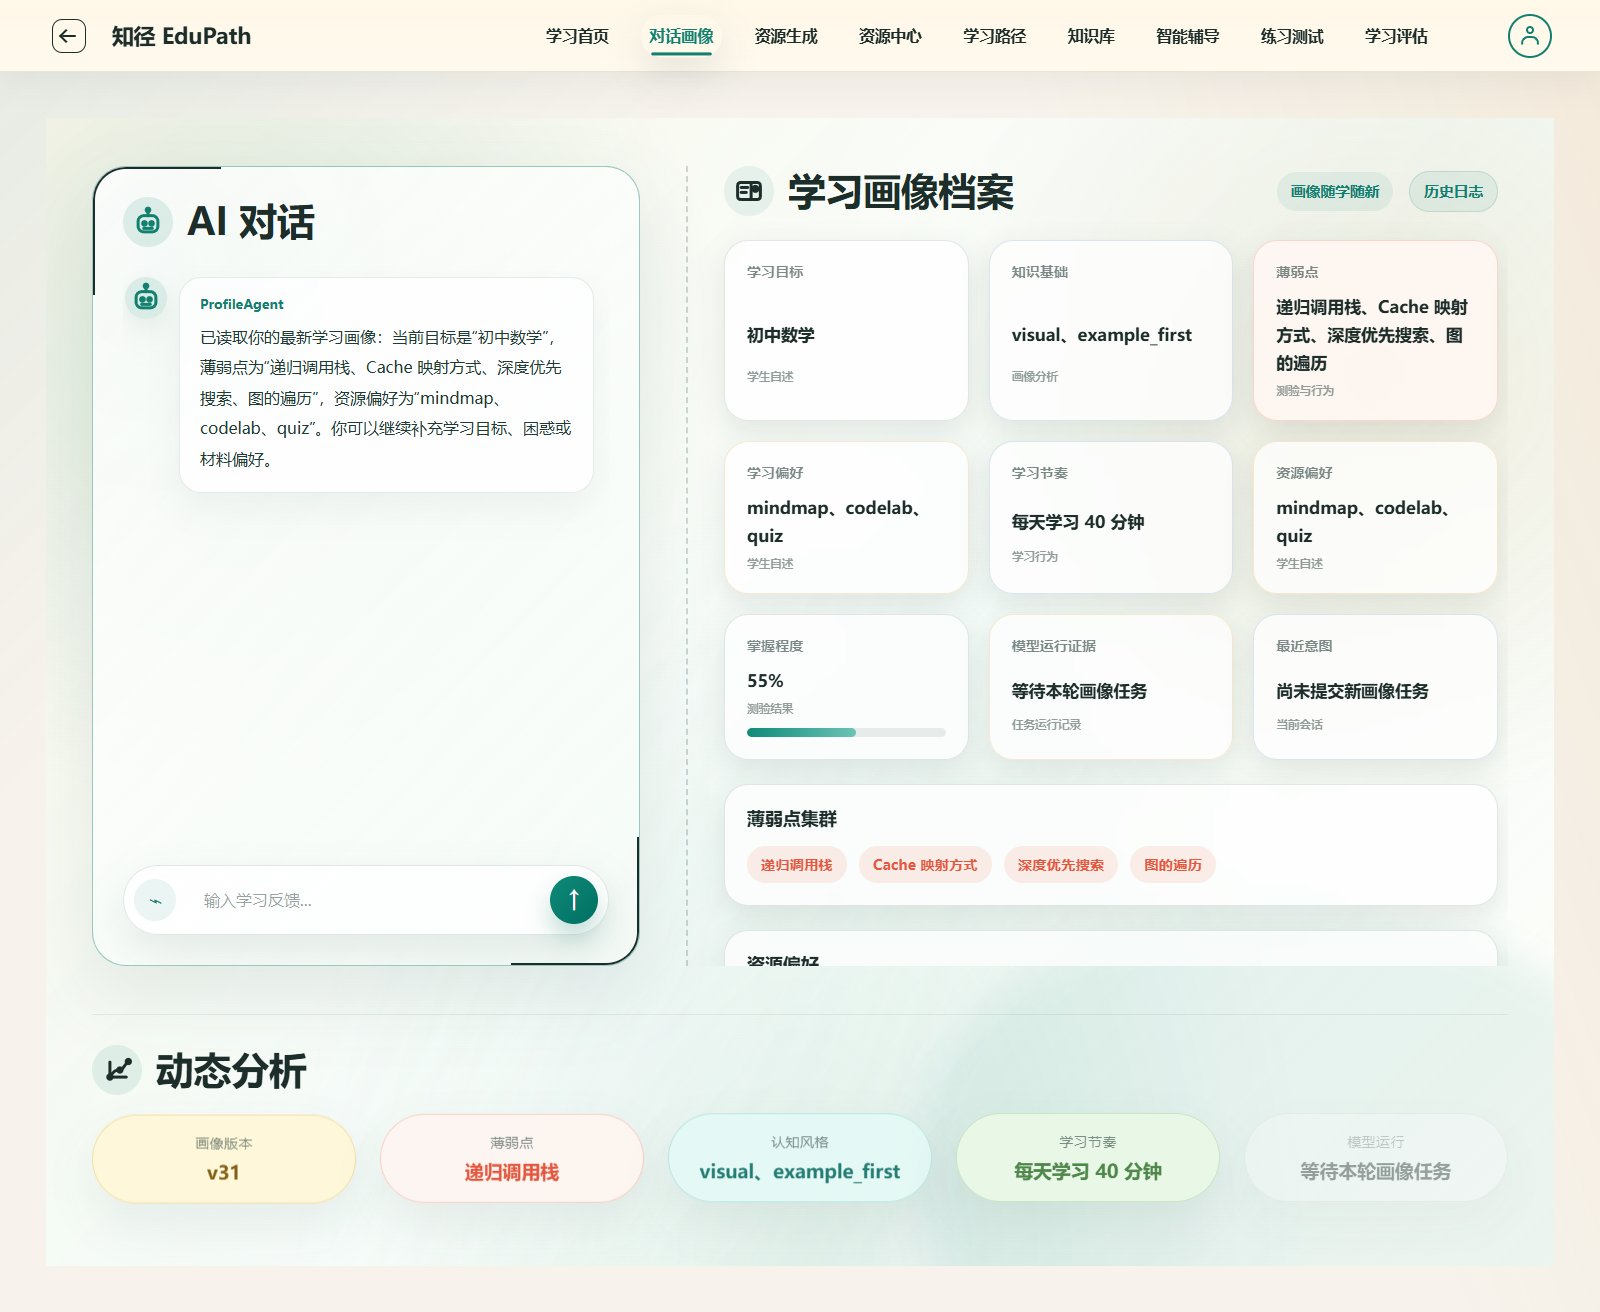 知径 EduPath
学习首页
对话画像
资源生成
资源中心
学习路径
知识库
智能辅导
练习测试
学习评估
AI 对话
ProfileAgent
已读取你的最新学习画像：当前目标是“初中数学”，
薄弱点为“递归调用栈、Cache 映射方式、深度优先
搜索、图的遍历”，资源偏好为“mindmap、
codelab、quiz”。你可以继续补充学习目标、困惑或
材料偏好。
输入学习反馈...
学习画像档案
画像随学随新
历史日志
学习目标
初中数学
学生自述
知识基础
visual、example_first
画像分析
薄弱点
递归调用栈、Cache 映射
方式、深度优先搜索、图
的遍历
测验与行为
学习偏好
mindmap、codelab、
quiz
学生自述
学习节奏
每天学习 40 分钟
学习行为
资源偏好
mindmap、codelab、
quiz
学生自述
掌握程度
55%
测验结果
模型运行证据
等待本轮画像任务
任务运行记录
最近意图
尚未提交新画像任务
当前会话
薄弱点集群
递归调用栈
Cache 映射方式
深度优先搜索
图的遍历
资源偏好
动态分析
画像版本
v31
薄弱点
递归调用栈
认知风格
visual、example_first
学习节奏
每天学习 40 分钟
模型运行
等待本轮画像任务